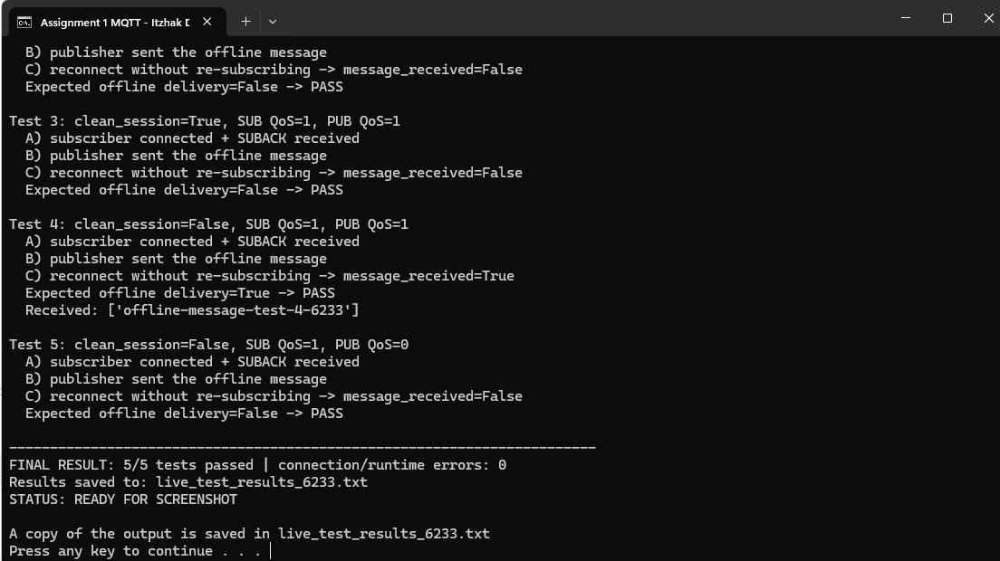 Assignment 1 MQTT - Itzhak D
B) publisher sent the offline message
C) reconnect without re-subscribing -> message_received=False
Expected offline delivery=False -> PASS
Test 3: clean_session=True, SUB QoS=1, PUB QoS=1
A) subscriber connected + SUBACK received
B) publisher sent the offline message
C) reconnect without re-subscribing -> message_received=False
Expected offline delivery=False -> PASS
Test 4: clean_session=False, SUB QoS=1, PUB QoS=1
A) subscriber connected + SUBACK received
B) publisher sent the offline message
C) reconnect without re-subscribing -> message_received=True
Expected offline delivery=True -> PASS
Received: ['offline-message-test-4-6233']
Test 5: clean_session=False, SUB QoS=1, PUB QoS=0
A) subscriber connected + SUBACK received
B) publisher sent the offline message
C) reconnect without re-subscribing -> message_received=False
Expected offline delivery=False -> PASS
------------------------------------------------------------------------
FINAL RESULT: 5/5 tests passed | connection/runtime errors: 0
Results saved to: live_test_results_6233.txt
STATUS: READY FOR SCREENSHOT
A copy of the output is saved in live_test_results_6233.txt
Press any key to continue . . .